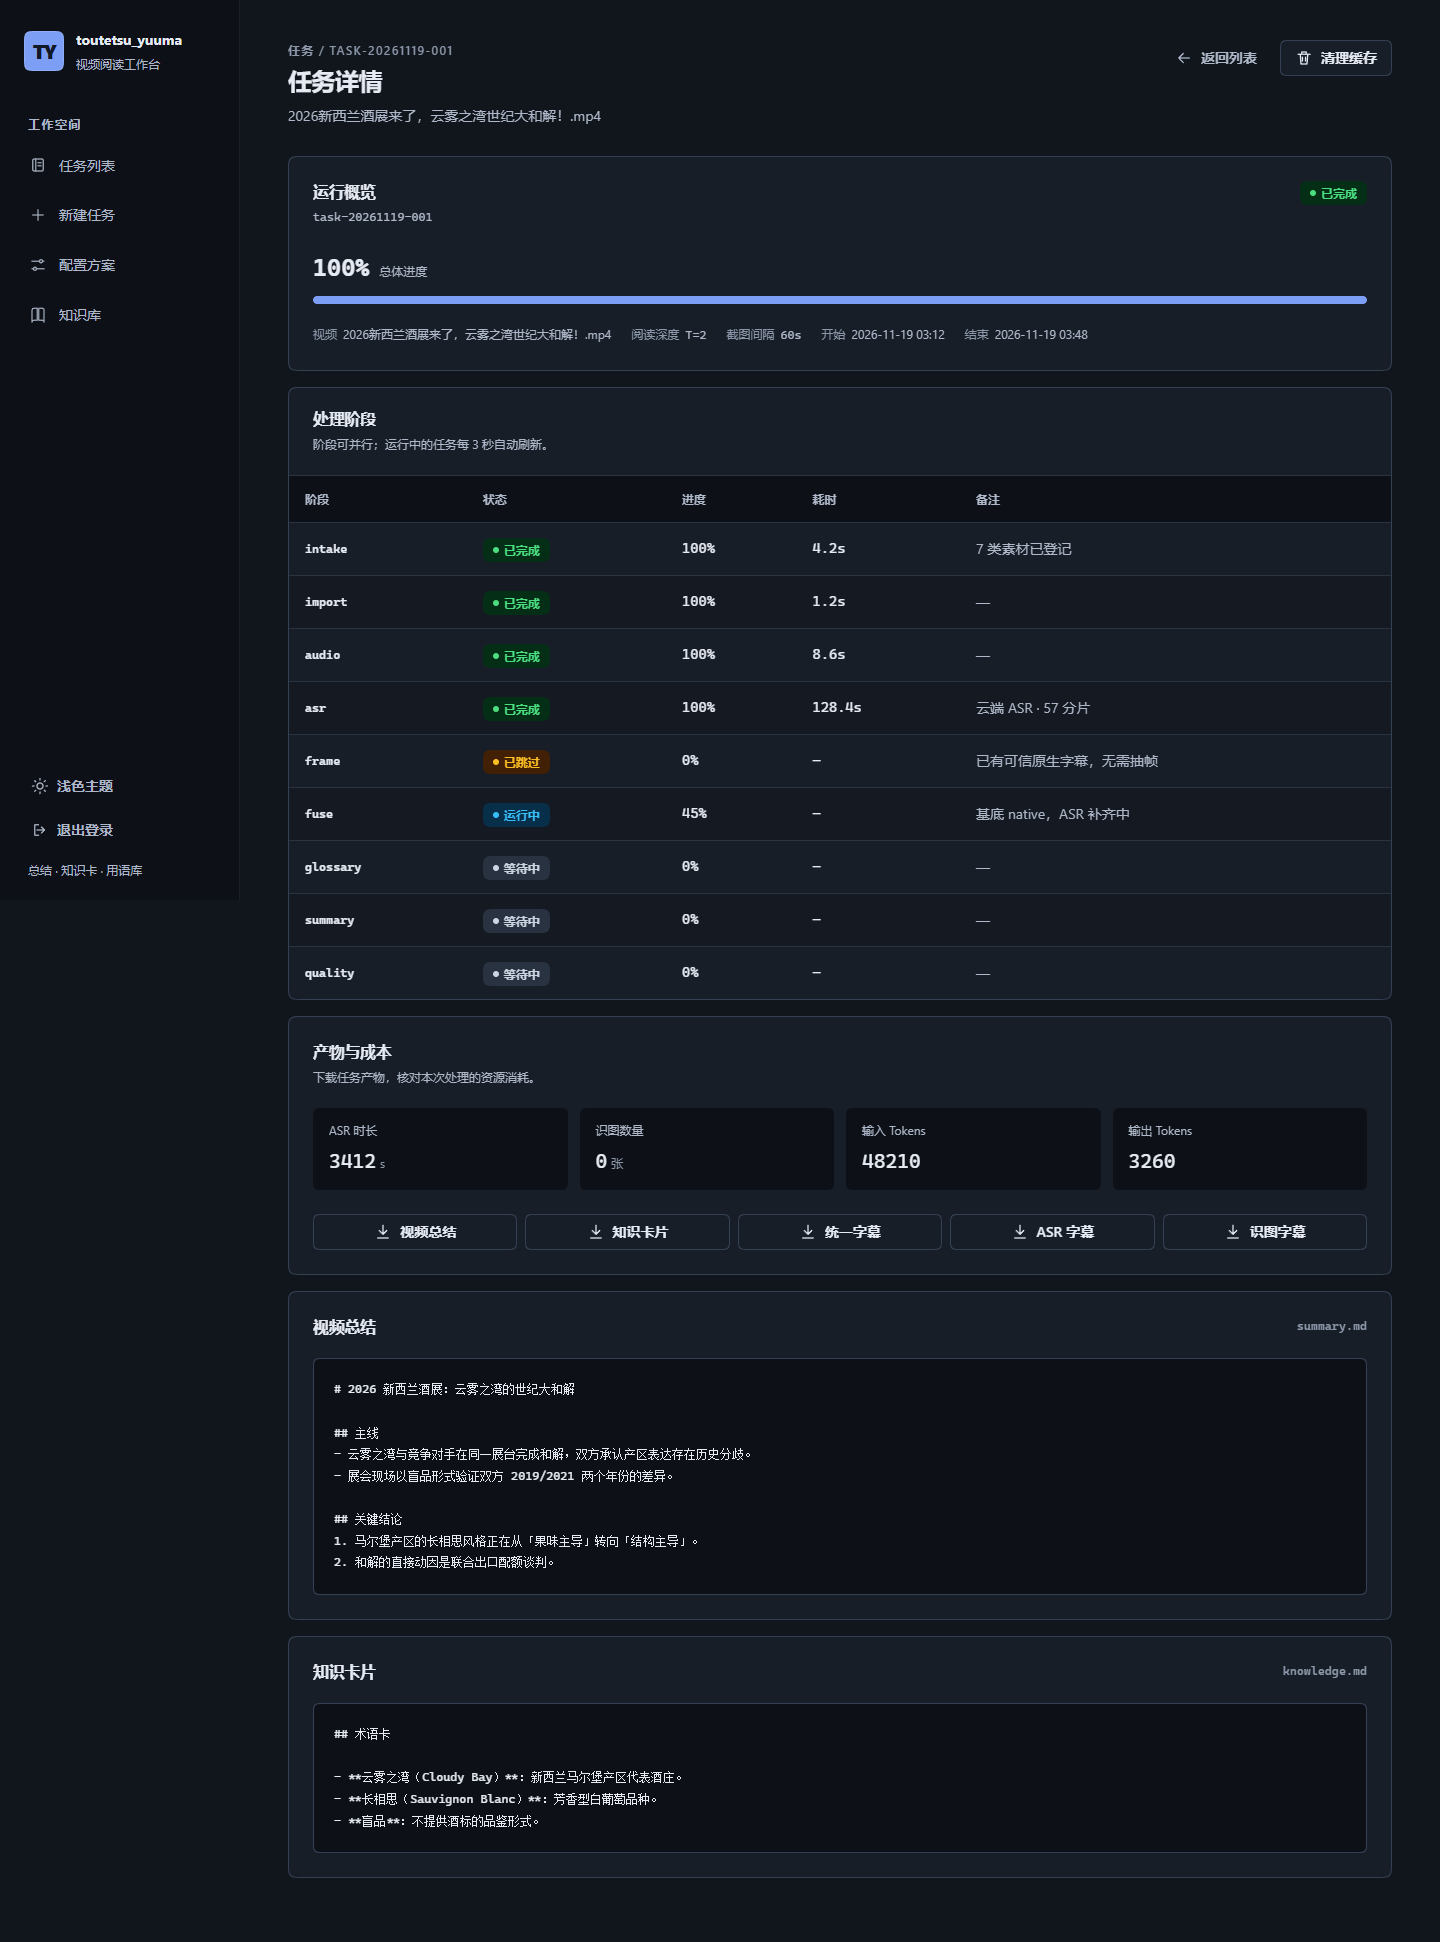 TY
toutetsu_yuuma
视频阅读工作台
工作空间
任务列表
新建任务
配置方案
知识库
浅色主题
退出登录
总结 · 知识卡 · 用语库
任务 / TASK-20261119-001
任务详情
2026新西兰酒展来了，云雾之湾世纪大和解！.mp4
返回列表
清理缓存
运行概览
已完成
task-20261119-001
100% 总体进度
视频 2026新西兰酒展来了，云雾之湾世纪大和解！.mp4 阅读深度 T=2 截图间隔 60s 开始 2026-11-19 03:12 结束 2026-11-19 03:48
处理阶段
阶段可并行；运行中的任务每 3 秒自动刷新。
阶段 状态 进度 耗时 备注
intake 已完成 100% 4.2s 7 类素材已登记
import 已完成 100% 1.2s —
audio 已完成 100% 8.6s —
asr 已完成 100% 128.4s 云端 ASR · 57 分片
frame 已跳过 0% — 已有可信原生字幕，无需抽帧
fuse 运行中 45% — 基底 native，ASR 补齐中
glossary 等待中 0% — —
summary 等待中 0% — —
quality 等待中 0% — —
产物与成本
下载任务产物，核对本次处理的资源消耗。
ASR 时长 识图数量 输入 Tokens 输出 Tokens
3412 s 0 张 48210 3260
视频总结 知识卡片 统一字幕 ASR 字幕 识图字幕
视频总结 summary.md
# 2026 新西兰酒展：云雾之湾的世纪大和解
## 主线
- 云雾之湾与竞争对手在同一展台完成和解，双方承认产区表达存在历史分歧。
- 展会现场以盲品形式验证双方 2019/2021 两个年份的差异。
## 关键结论
1. 马尔堡产区的长相思风格正在从「果味主导」转向「结构主导」。
2. 和解的直接动因是联合出口配额谈判。
知识卡片 knowledge.md
## 术语卡
- **云雾之湾（Cloudy Bay）**：新西兰马尔堡产区代表酒庄。
- **长相思（Sauvignon Blanc）**：芳香型白葡萄品种。
- **盲品**：不提供酒标的品鉴形式。